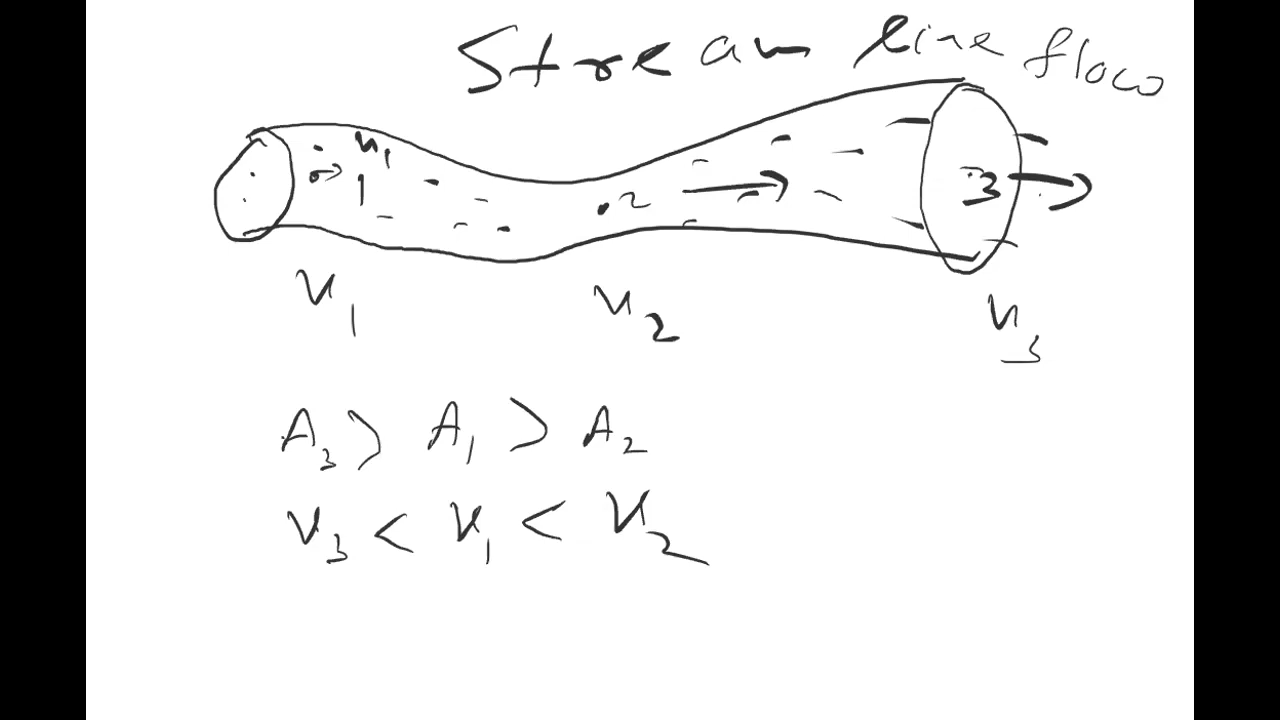 Stream line flow
v₁
1
2
3
v₁ v₂ v₃
A₃ > A₁ > A₂
v₃ < v₁ < v₂